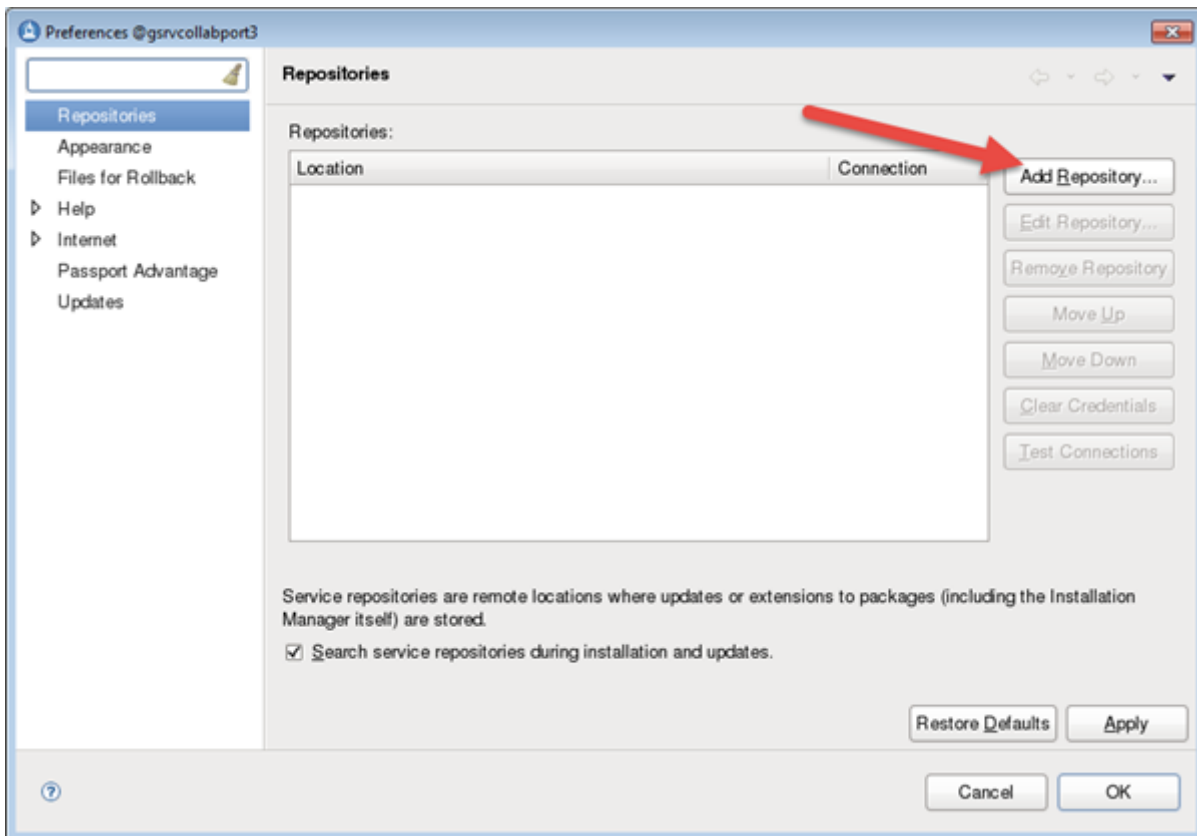 Preferences @gsrvcollabport3
Repositories
Appearance
Files for Rollback
Help
Internet
Passport Advantage
Updates
Repositories
Repositories:
Location Connection
Add Repository...
Edit Repository...
Remove Repository
Move Up
Move Down
Clear Credentials
Test Connections
Service repositories are remote locations where updates or extensions to packages (including the Installation
Manager itself) are stored.
Search service repositories during installation and updates.
Restore Defaults Apply
? Cancel OK